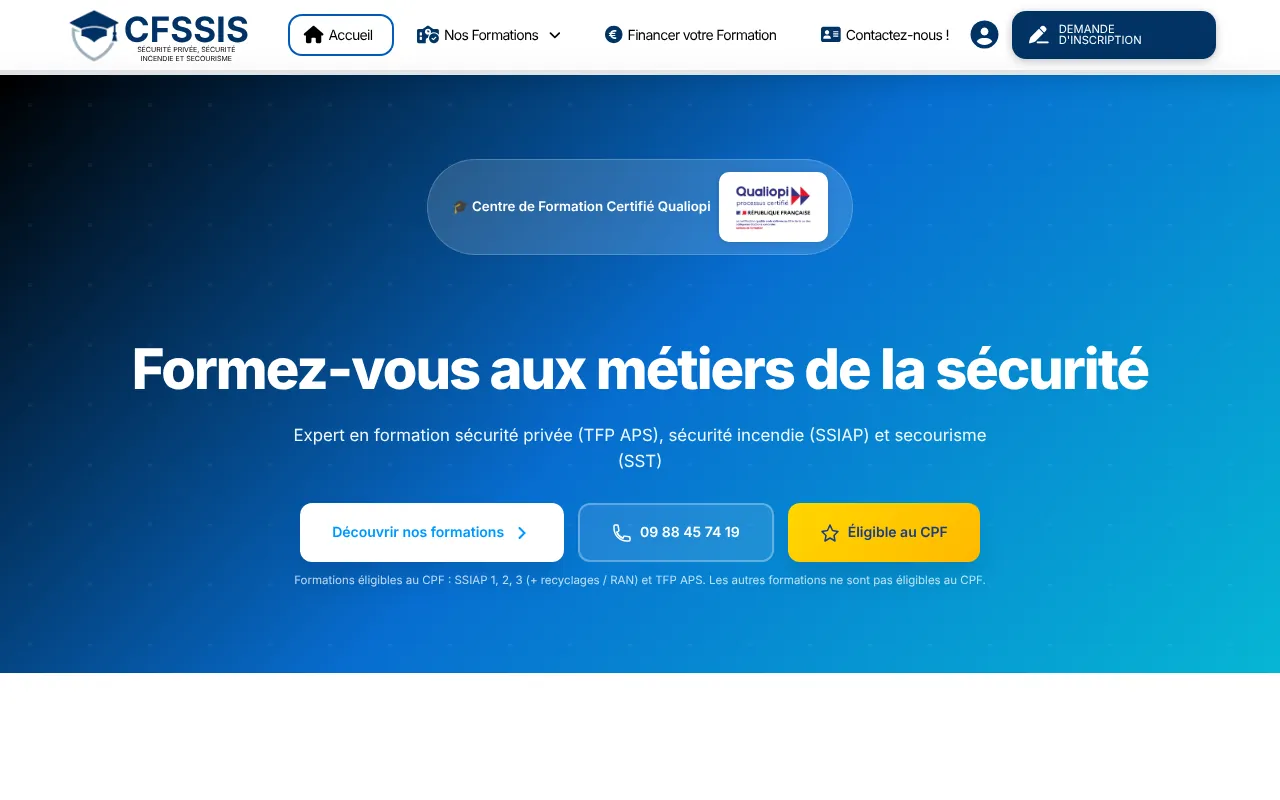 CFSSIS
SÉCURITÉ PRIVÉE, SÉCURITÉ
INCENDIE ET SECOURISME
Accueil
Nos Formations
Financer votre Formation
Contactez-nous !
DEMANDE
D'INSCRIPTION
Centre de Formation Certifié Qualiopi
Qualiopi
processus certifié
RÉPUBLIQUE FRANÇAISE
Formez-vous aux métiers de la sécurité
Expert en formation sécurité privée (TFP APS), sécurité incendie (SSIAP) et secourisme
(SST)
Découvrir nos formations
09 88 45 74 19
Éligible au CPF
Formations éligibles au CPF : SSIAP 1, 2, 3 (+ recyclages / RAN) et TFP APS. Les autres formations ne sont pas éligibles au CPF.